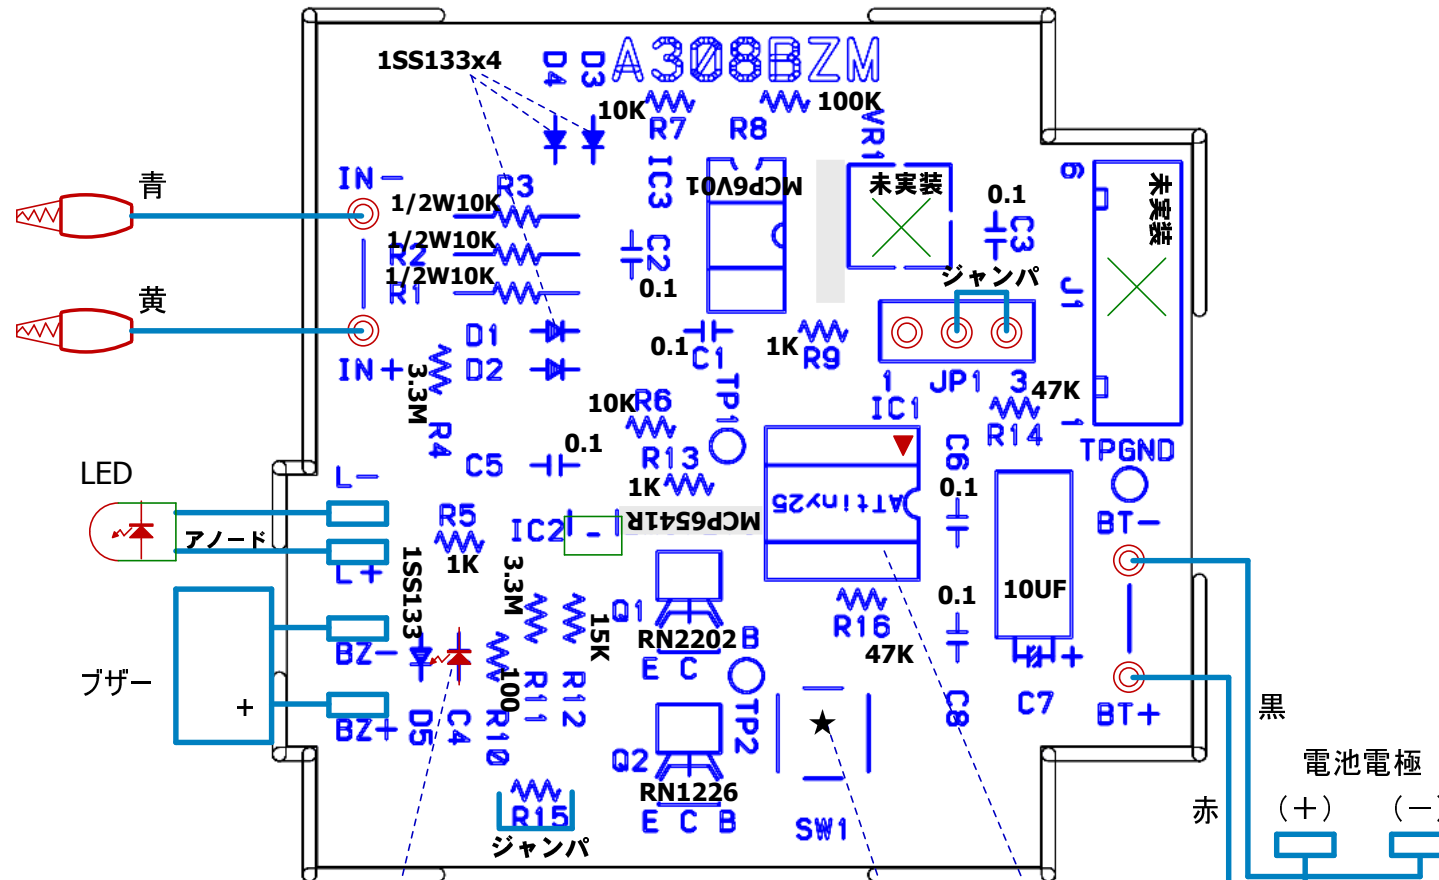 A308BZM
1SS133x4
D4
D3
10K
R7
R8
100K
VR1
IC3
MCP6V01
未実装
0.1
C3
6
未実装
J1
1
青
IN-
R3
1/2W10K
1/2W10K
R2
1/2W10K
R1
C2
0.1
ジャンパ
黄
IN+
D1
D2
0.1
C1
1K
R9
1
JP1
3
3.3M
R4
TP1
10K
R6
IC1
47K
R14
TPGND
C5
0.1
R13
1K
C6
0.1
ATtiny25
LED
L-
アノード
L+
R5
1K
IC2
-
MCP6541R
BT-
1SS133
3.3M
15K
Q1
RN2202
B
E C
R16
47K
0.1
10UF
+
ブザー
+
BZ-
BZ+
D5
C4
R10
100
R11
R12
TP2
★
C8
C7
BT+
黒
Q2
RN1226
E C B
SW1
R15
ジャンパ
電池電極
赤
(+)
(-)